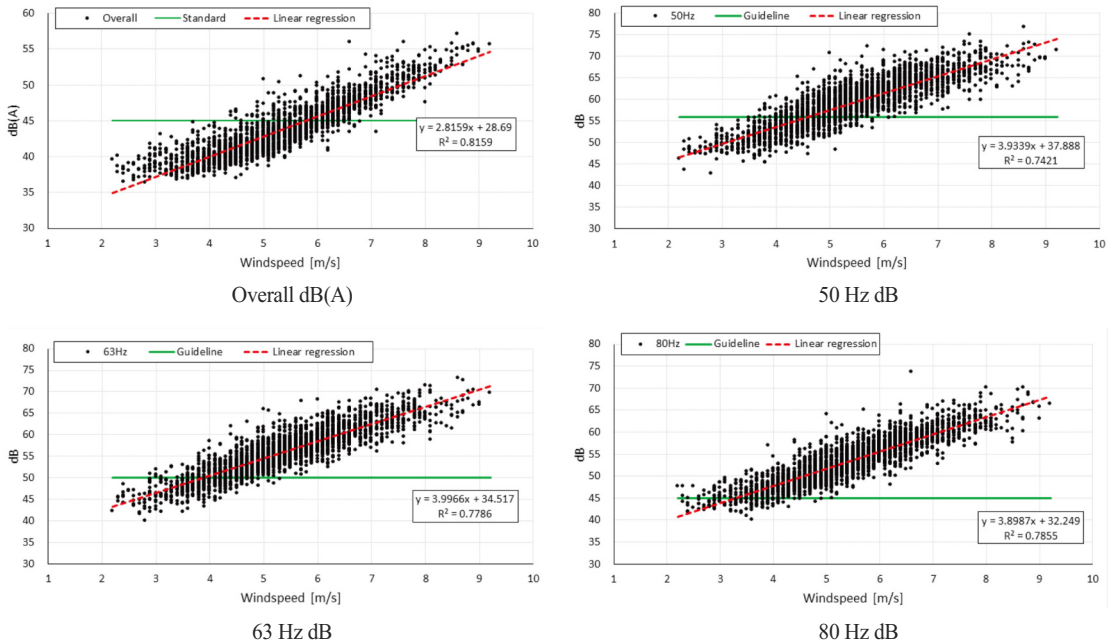 Overall Standard Linear regression
60
55
50
45
40
35
30
dB(A)
y = 2.8159x + 28.69
R² = 0.8159
1 2 3 4 5 6 7 8 9 10
Windspeed [m/s]
Overall dB(A)
50Hz Guideline Linear regression
80
75
70
65
60
55
50
45
40
35
30
dB
y = 3.9339x + 37.888
R² = 0.7421
1 2 3 4 5 6 7 8 9 10
Windspeed [m/s]
50 Hz dB
63Hz Guideline Linear regression
80
75
70
65
60
55
50
45
40
35
30
dB
y = 3.9966x + 34.517
R² = 0.7786
1 2 3 4 5 6 7 8 9 10
Windspeed [m/s]
63 Hz dB
80Hz Guideline Linear regression
80
75
70
65
60
55
50
45
40
35
30
dB
y = 3.8987x + 32.249
R² = 0.7855
1 2 3 4 5 6 7 8 9 10
Windspeed [m/s]
80 Hz dB